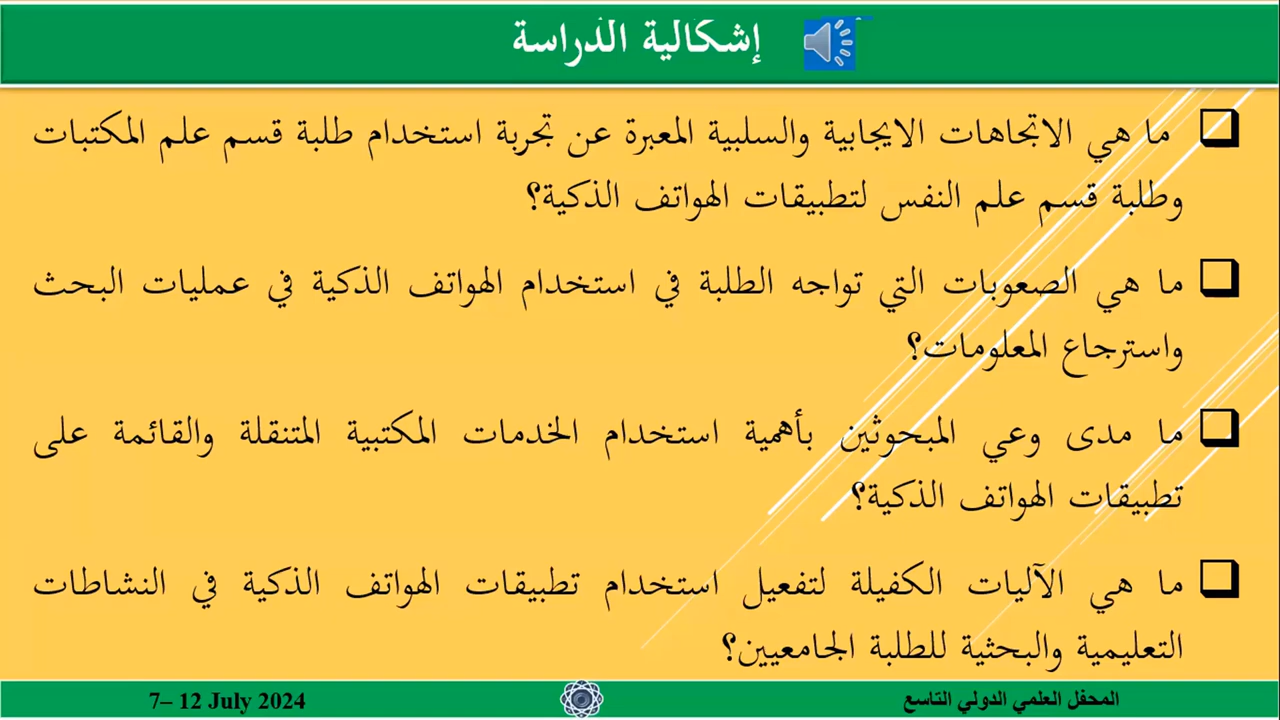 إشكالية الدراسة
ما هي الاتجاهات الايجابية والسلبية المعبرة عن تجربة استخدام طلبة قسم علم المكتبات
وطلبة قسم علم النفس لتطبيقات الهواتف الذكية؟
ما هي الصعوبات التي تواجه الطلبة في استخدام الهواتف الذكية في عمليات البحث
واسترجاع المعلومات؟
ما مدى وعي المبحوثين بأهمية استخدام الخدمات المكتبية المتنقلة والقائمة على
تطبيقات الهواتف الذكية؟
ما هي الآليات الكفيلة لتفعيل استخدام تطبيقات الهواتف الذكية في النشاطات
التعليمية والبحثية للطلبة الجامعيين؟
المحفل العلمي الدولي التاسع
7– 12 July 2024